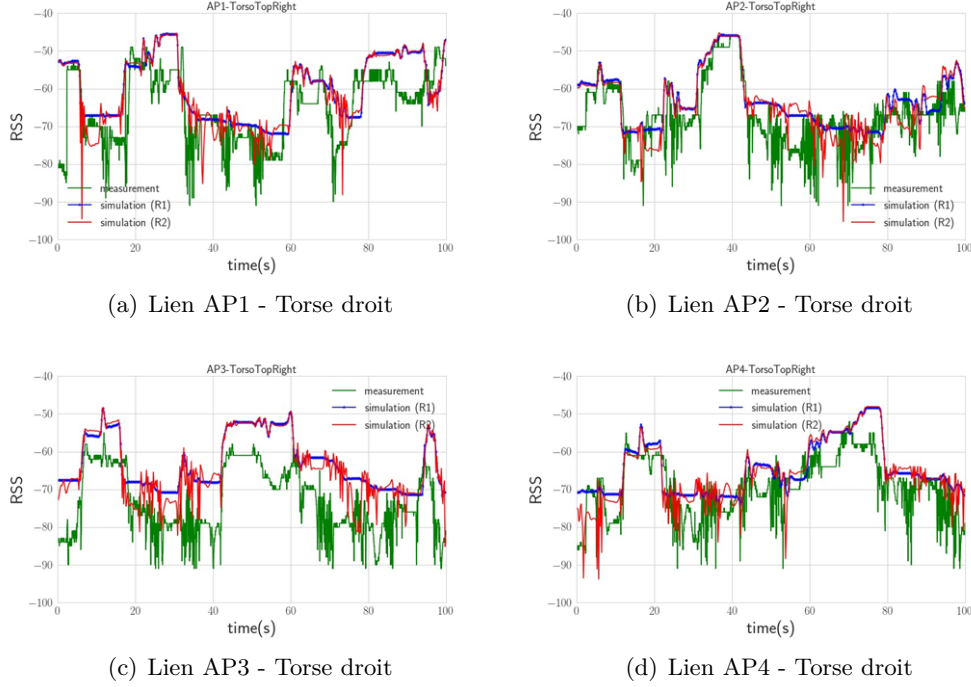 AP1-TorsoTopRight
−40
−50
−60
−70
−80
−90
−100
RSS
measurement
simulation (R1)
simulation (R2)
0 20 40 60 80 100
time(s)
(a) Lien AP1 - Torse droit
AP2-TorsoTopRight
−40
−50
−60
−70
−80
−90
−100
RSS
measurement
simulation (R1)
simulation (R2)
0 20 40 60 80 100
time(s)
(b) Lien AP2 - Torse droit
AP3-TorsoTopRight
−40
−50
−60
−70
−80
−90
−100
RSS
measurement
simulation (R1)
simulation (R2)
0 20 40 60 80 100
time(s)
(c) Lien AP3 - Torse droit
AP4-TorsoTopRight
−40
−50
−60
−70
−80
−90
−100
RSS
measurement
simulation (R1)
simulation (R2)
0 20 40 60 80 100
time(s)
(d) Lien AP4 - Torse droit